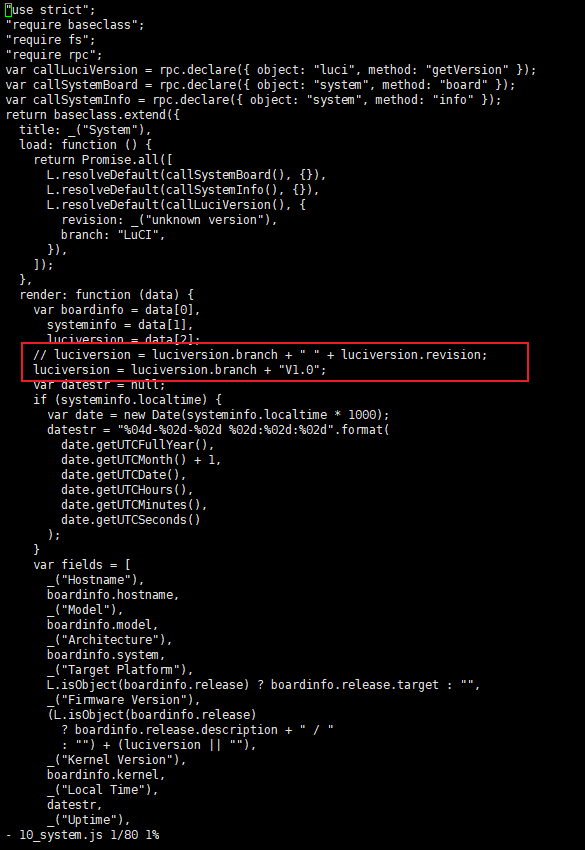 "use strict";
"require baseclass";
"require fs";
"require rpc";
var callLuciVersion = rpc.declare({ object: "luci", method: "getVersion" });
var callSystemBoard = rpc.declare({ object: "system", method: "board" });
var callSystemInfo = rpc.declare({ object: "system", method: "info" });
return baseclass.extend({
  title: _("System"),
  load: function () {
    return Promise.all([
      L.resolveDefault(callSystemBoard(), {}),
      L.resolveDefault(callSystemInfo(), {}),
      L.resolveDefault(callLuciVersion(), {
        revision: _("unknown version"),
        branch: "LuCI",
      }),
    ]);
  },
  render: function (data) {
    var boardinfo = data[0],
      systeminfo = data[1],
      luciversion = data[2];
    // luciversion = luciversion.branch + " " + luciversion.revision;
    luciversion = luciversion.branch + "V1.0";
    var datestr = null;
    if (systeminfo.localtime) {
      var date = new Date(systeminfo.localtime * 1000);
      datestr = "%04d-%02d-%02d %02d:%02d:%02d".format(
        date.getUTCFullYear(),
        date.getUTCMonth() + 1,
        date.getUTCDate(),
        date.getUTCHours(),
        date.getUTCMinutes(),
        date.getUTCSeconds()
      );
    }
    var fields = [
      _("Hostname"),
      boardinfo.hostname,
      _("Model"),
      boardinfo.model,
      _("Architecture"),
      boardinfo.system,
      _("Target Platform"),
      L.isObject(boardinfo.release) ? boardinfo.release.target : "",
      _("Firmware Version"),
      (L.isObject(boardinfo.release)
        ? boardinfo.release.description + " / "
        : "") + (luciversion || ""),
      _("Kernel Version"),
      boardinfo.kernel,
      _("Local Time"),
      datestr,
      _("Uptime"),
- 10_system.js 1/80 1%